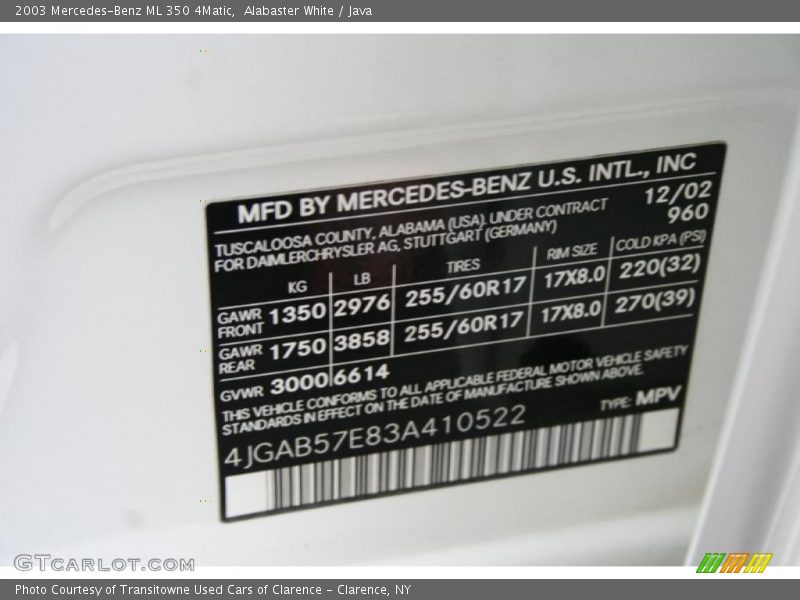 2003 Mercedes-Benz ML 350 4Matic,  Alabaster White / Java
MFD BY MERCEDES-BENZ U.S. INTL., INC
TUSCALOOSA COUNTY, ALABAMA (USA). UNDER CONTRACT 12/02
FOR DAIMLERCHRYSLER AG, STUTTGART (GERMANY) 960
KG LB TIRES RIM SIZE COLD KPA (PSI)
GAWR FRONT 1350 2976 255/60R17 17X8.0 220(32)
GAWR REAR 1750 3858 255/60R17 17X8.0 270(39)
GVWR 3000 6614
THIS VEHICLE CONFORMS TO ALL APPLICABLE FEDERAL MOTOR VEHICLE SAFETY
STANDARDS IN EFFECT ON THE DATE OF MANUFACTURE SHOWN ABOVE.
4JGAB57E83A410522 TYPE: MPV
GTCARLOT.COM
Photo Courtesy of Transitowne Used Cars of Clarence - Clarence, NY